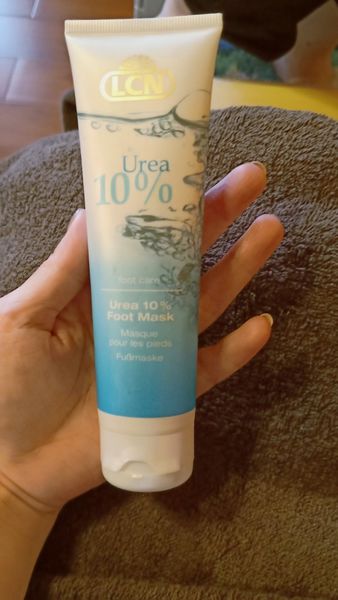 LCN
Urea
10%
foot care
Urea 10%
Foot Mask
Masque
pour les pieds
Fußmaske